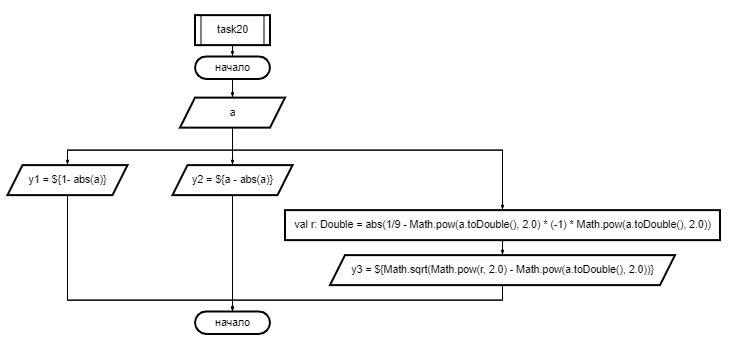 task20
начало
a
y1 = ${1- abs(a)}
y2 = ${a - abs(a)}
val r: Double = abs(1/9 - Math.pow(a.toDouble(), 2.0) * (-1) * Math.pow(a.toDouble(), 2.0))
y3 = ${Math.sqrt(Math.pow(r, 2.0) - Math.pow(a.toDouble(), 2.0))}
начало